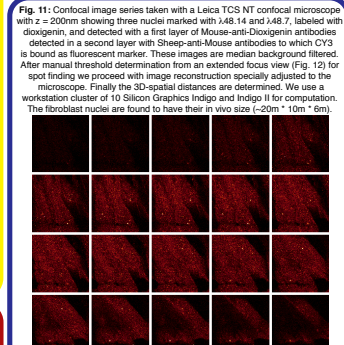 Fig. 11: Confocal image series taken with a Leica TCS NT confocal microscope
with z = 200nm showing three nuclei marked with λ48.14 and λ48.7, labeled with
dioxigenin, and detected with a first layer of Mouse-anti-Dioxigenin antibodies
detected in a second layer with Sheep-anti-Mouse antibodies to which CY3
is bound as fluorescent marker. These images are median background filtered.
After manual threshold determination from an extended focus view (Fig. 12) for
spot finding we proceed with image reconstruction specially adjusted to the
microscope. Finally the 3D-spatial distances are determined. We use a
workstation cluster of 10 Silicon Graphics Indigo and Indigo II for computation.
The fibroblast nuclei are found to have their in vivo size (~20m * 10m * 6m).